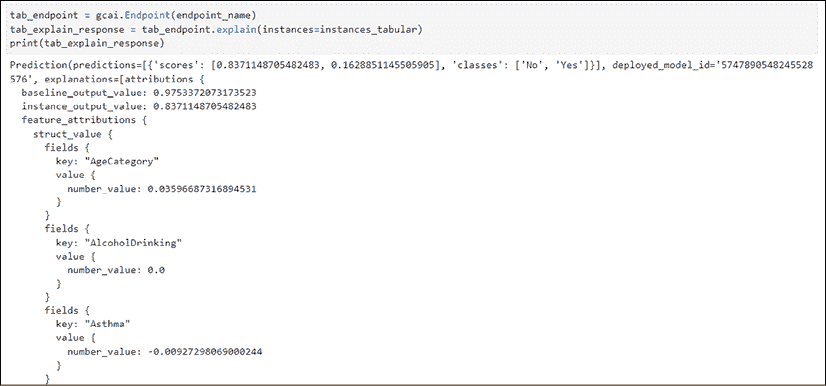 tab_endpoint = gcai.Endpoint(endpoint_name)
tab_explain_response = tab_endpoint.explain(instances=instances_tabular)
print(tab_explain_response)
Prediction(predictions=[{'scores': [0.8371148705482483, 0.1628851145505905], 'classes': ['No', 'Yes']}], deployed_model_id='5747890548245528
576', explanations=[attributions {
  baseline_output_value: 0.9753372073173523
  instance_output_value: 0.8371148705482483
  feature_attributions {
    struct_value {
      fields {
        key: "AgeCategory"
        value {
          number_value: 0.03596687316894531
        }
      }
      fields {
        key: "AlcoholDrinking"
        value {
          number_value: 0.0
        }
      }
      fields {
        key: "Asthma"
        value {
          number_value: -0.00927298069000244
        }
      }